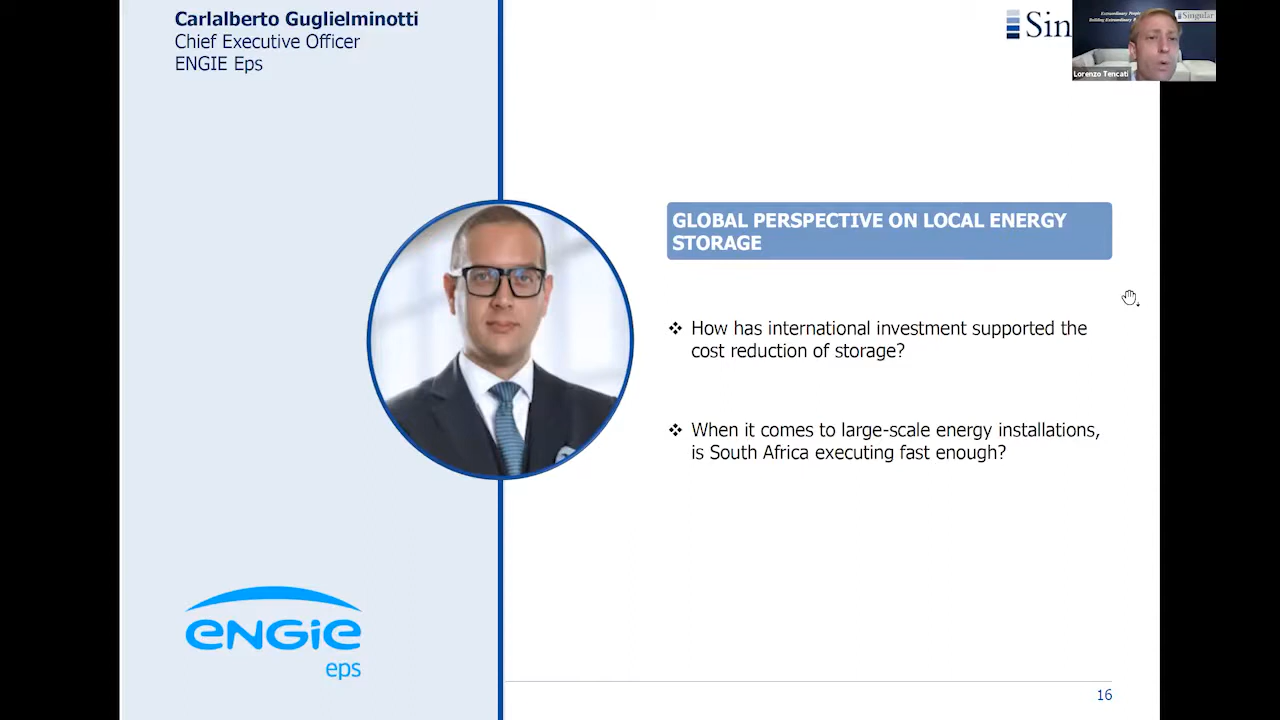 Carlalberto Guglielminotti
Chief Executive Officer
ENGIE Eps
Singular
Lorenzo Tencati
GLOBAL PERSPECTIVE ON LOCAL ENERGY
STORAGE
❖ How has international investment supported the
cost reduction of storage?
❖ When it comes to large-scale energy installations,
is South Africa executing fast enough?
ENGIE
eps
16